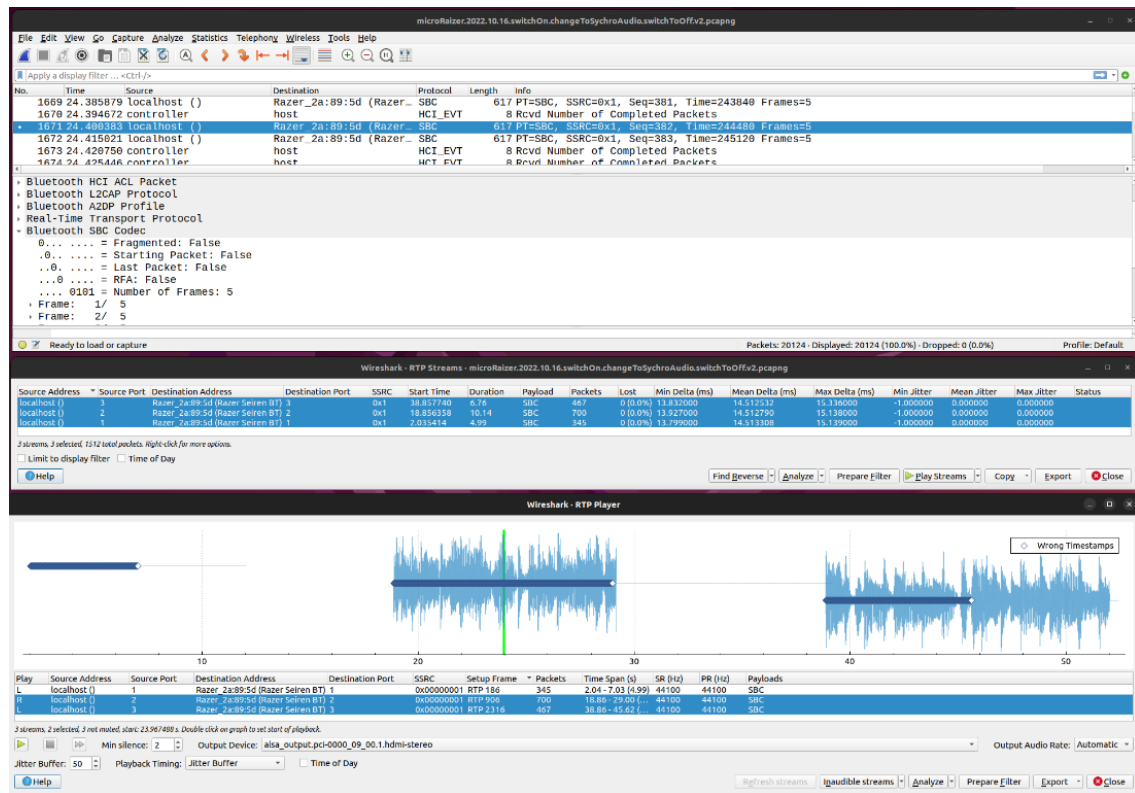 microRaizer.2022.10.16.switchOn.changeToSychroAudio.switchToOff.v2.pcapng
File Edit View Go Capture Analyze Statistics Telephony Wireless Tools Help
Apply a display filter ... <Ctrl-/>
No. Time Source Destination Protocol Length Info
1669 24.385879 localhost () Razer_2a:89:5d (Razer_… SBC 617 PT=SBC, SSRC=0x1, Seq=381, Time=243840 Frames=5
1670 24.394672 controller host HCI_EVT 8 Rcvd Number of Completed Packets
1671 24.400383 localhost () Razer_2a:89:5d (Razer_… SBC 617 PT=SBC, SSRC=0x1, Seq=382, Time=244480 Frames=5
1672 24.415021 localhost () Razer_2a:89:5d (Razer_… SBC 617 PT=SBC, SSRC=0x1, Seq=383, Time=245120 Frames=5
1673 24.420750 controller host HCI_EVT 8 Rcvd Number of Completed Packets
1674 24.425446 controller host HCI_EVT 8 Rcvd Number of Completed Packets
Bluetooth HCI ACL Packet
Bluetooth L2CAP Protocol
Bluetooth A2DP Profile
Real-Time Transport Protocol
Bluetooth SBC Codec
0... .... = Fragmented: False
.0.. .... = Starting Packet: False
..0. .... = Last Packet: False
...0 .... = RFA: False
.... 0101 = Number of Frames: 5
Frame: 1/ 5
Frame: 2/ 5
Ready to load or capture Packets: 20124 · Displayed: 20124 (100.0%) · Dropped: 0 (0.0%) Profile: Default
Wireshark · RTP Streams · microRaizer.2022.10.16.switchOn.changeToSychroAudio.switchToOff.v2.pcapng
Source Address Source Port Destination Address Destination Port SSRC Start Time Duration Payload Packets Lost Min Delta (ms) Mean Delta (ms) Max Delta (ms) Min Jitter Mean Jitter Max Jitter Status
localhost () 3 Razer_2a:89:5d (Razer Seiren BT) 3 0x1 38.857740 6.76 SBC 467 0 (0.0%) 13.832000 14.512532 15.336000 -1.000000 0.000000 0.000000
localhost () 2 Razer_2a:89:5d (Razer Seiren BT) 2 0x1 18.856358 10.14 SBC 700 0 (0.0%) 13.927000 14.512790 15.138000 -1.000000 0.000000 0.000000
localhost () 1 Razer_2a:89:5d (Razer Seiren BT) 1 0x1 2.035414 4.99 SBC 345 0 (0.0%) 13.799000 14.513308 15.139000 -1.000000 0.000000 0.000000
3 streams, 3 selected, 1512 total packets. Right-click for more options.
Limit to display filter Time of Day
Help Find Reverse Analyze Prepare Filter Play Streams Copy Export Close
Wireshark · RTP Player
Wrong Timestamps
10 20 30 40 50
Play Source Address Source Port Destination Address Destination Port SSRC Setup Frame Packets Time Span (s) SR (Hz) PR (Hz) Payloads
L localhost () 1 Razer_2a:89:5d (Razer Seiren BT) 1 0x00000001 RTP 186 345 2.04 - 7.03 (4.99) 44100 44100 SBC
R localhost () 2 Razer_2a:89:5d (Razer Seiren BT) 2 0x00000001 RTP 906 700 18.86 - 29.00 (… 44100 44100 SBC
L localhost () 3 Razer_2a:89:5d (Razer Seiren BT) 3 0x00000001 RTP 2316 467 38.86 - 45.62 (… 44100 44100 SBC
3 streams, 2 selected, 3 not muted, start: 23.967488 s. Double click on graph to set start of playback.
Min silence: 2 Output Device: alsa_output.pci-0000_09_00.1.hdmi-stereo Output Audio Rate: Automatic
Jitter Buffer: 50 Playback Timing: Jitter Buffer Time of Day
Help Refresh streams Inaudible streams Analyze Prepare Filter Export Close